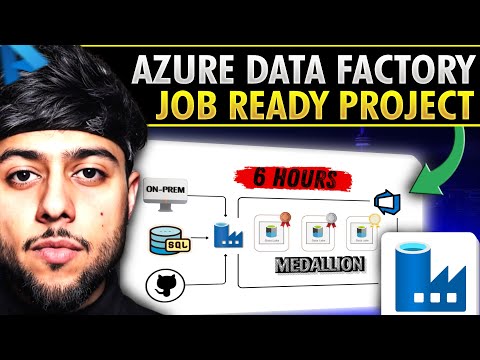 AZURE DATA FACTORY
JOB READY PROJECT
6 HOURS
ON-PREM
SQL
MEDALLION